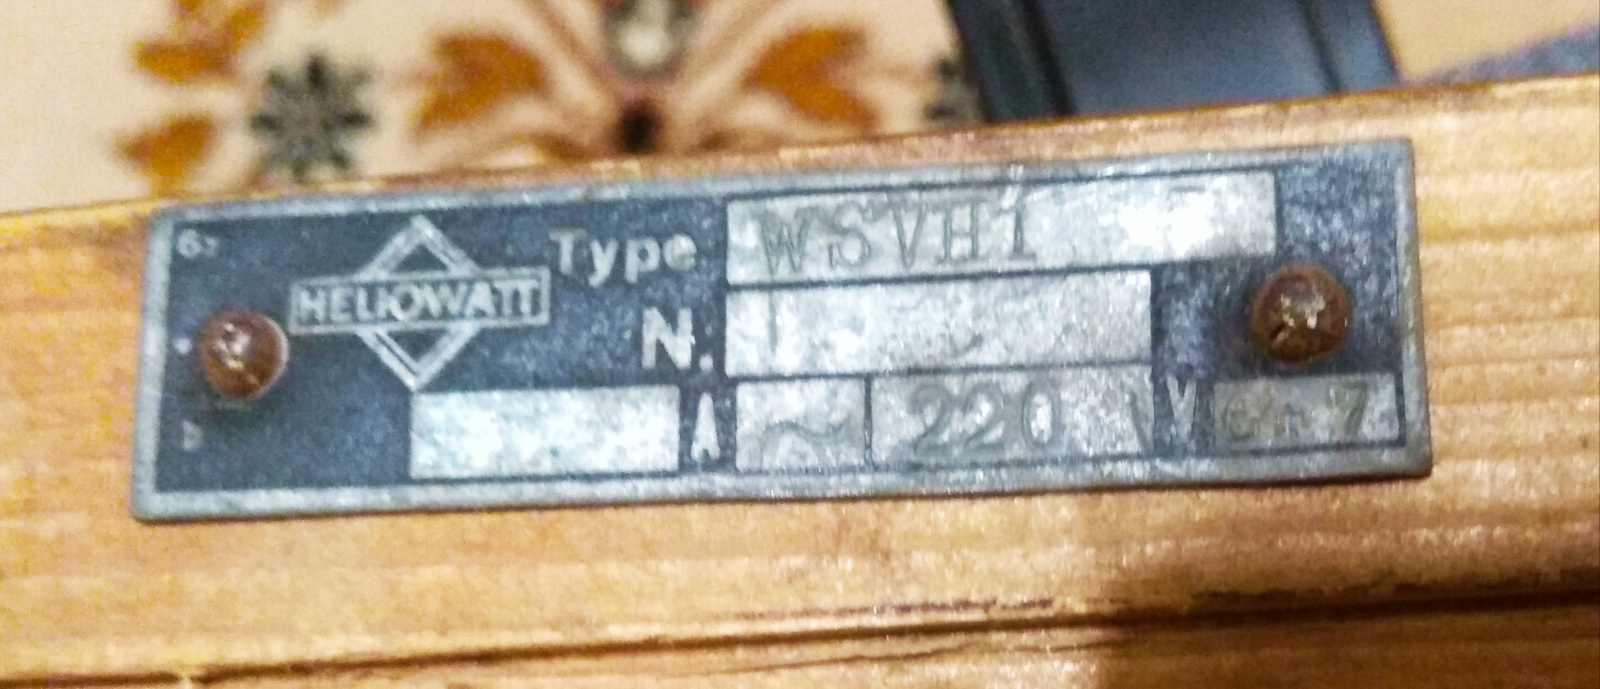 HELIOWATT
Type WSVH1
N.
A ~ 220 V